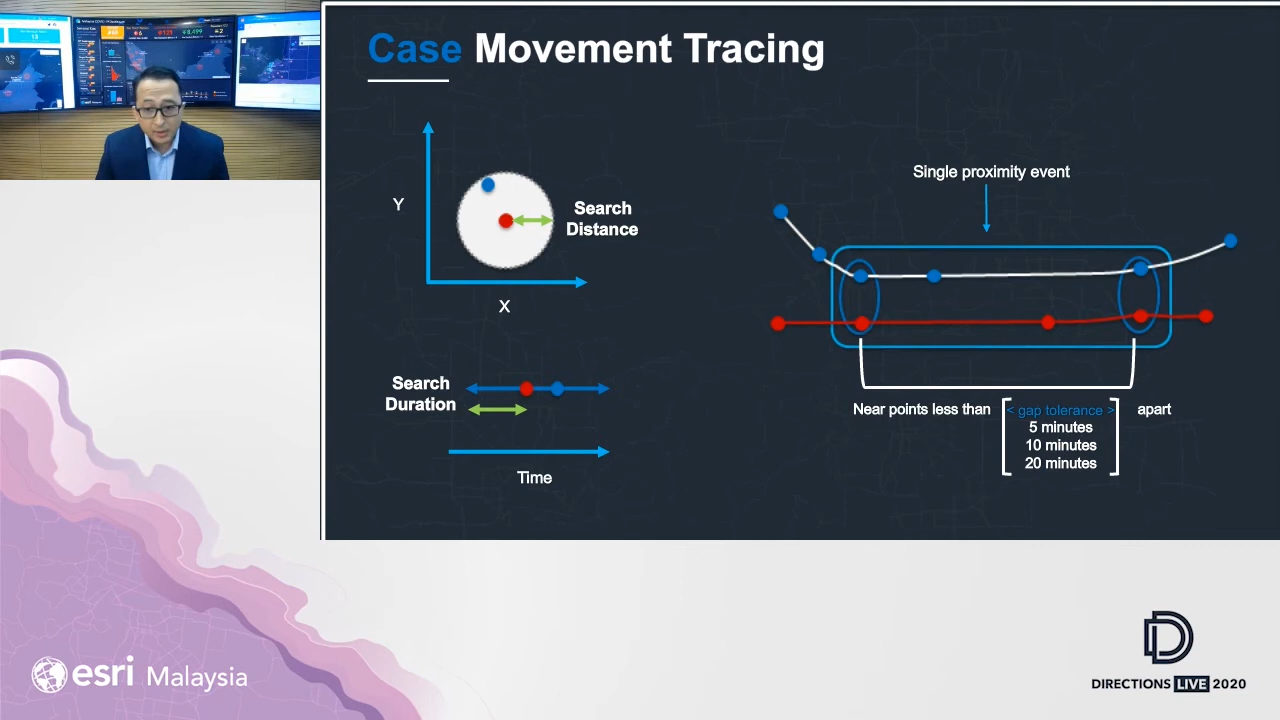 Case Movement Tracing
Y
Search
Distance
X
Search
Duration
Time
Single proximity event
Near points less than
< gap tolerance >
5 minutes
10 minutes
20 minutes
apart
esri Malaysia
D
DIRECTIONS LIVE 2020
esri